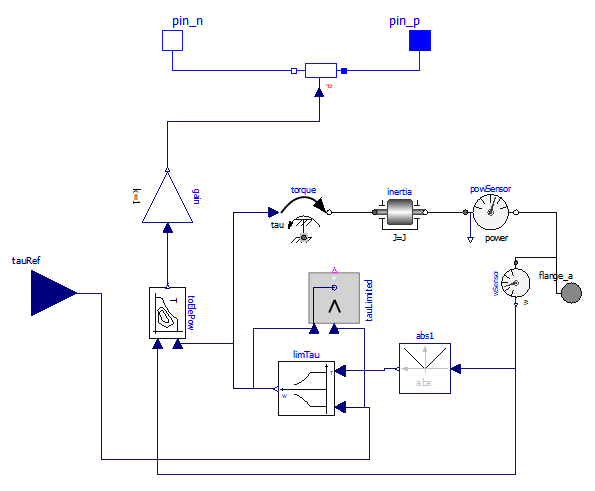 pin_n
pin_p
P
k=1
gain
torque
tau
inertia
J=J
powSensor
power
tauRef
T
toElePow
tauLimited
wSensor
w
flange_a
limTau
T
w
abs1
abs